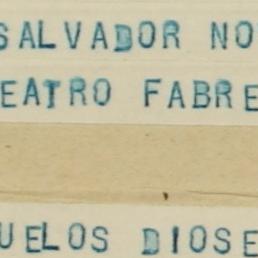 SALVADOR NO
EATRO FABRE
UELOS DIOSE